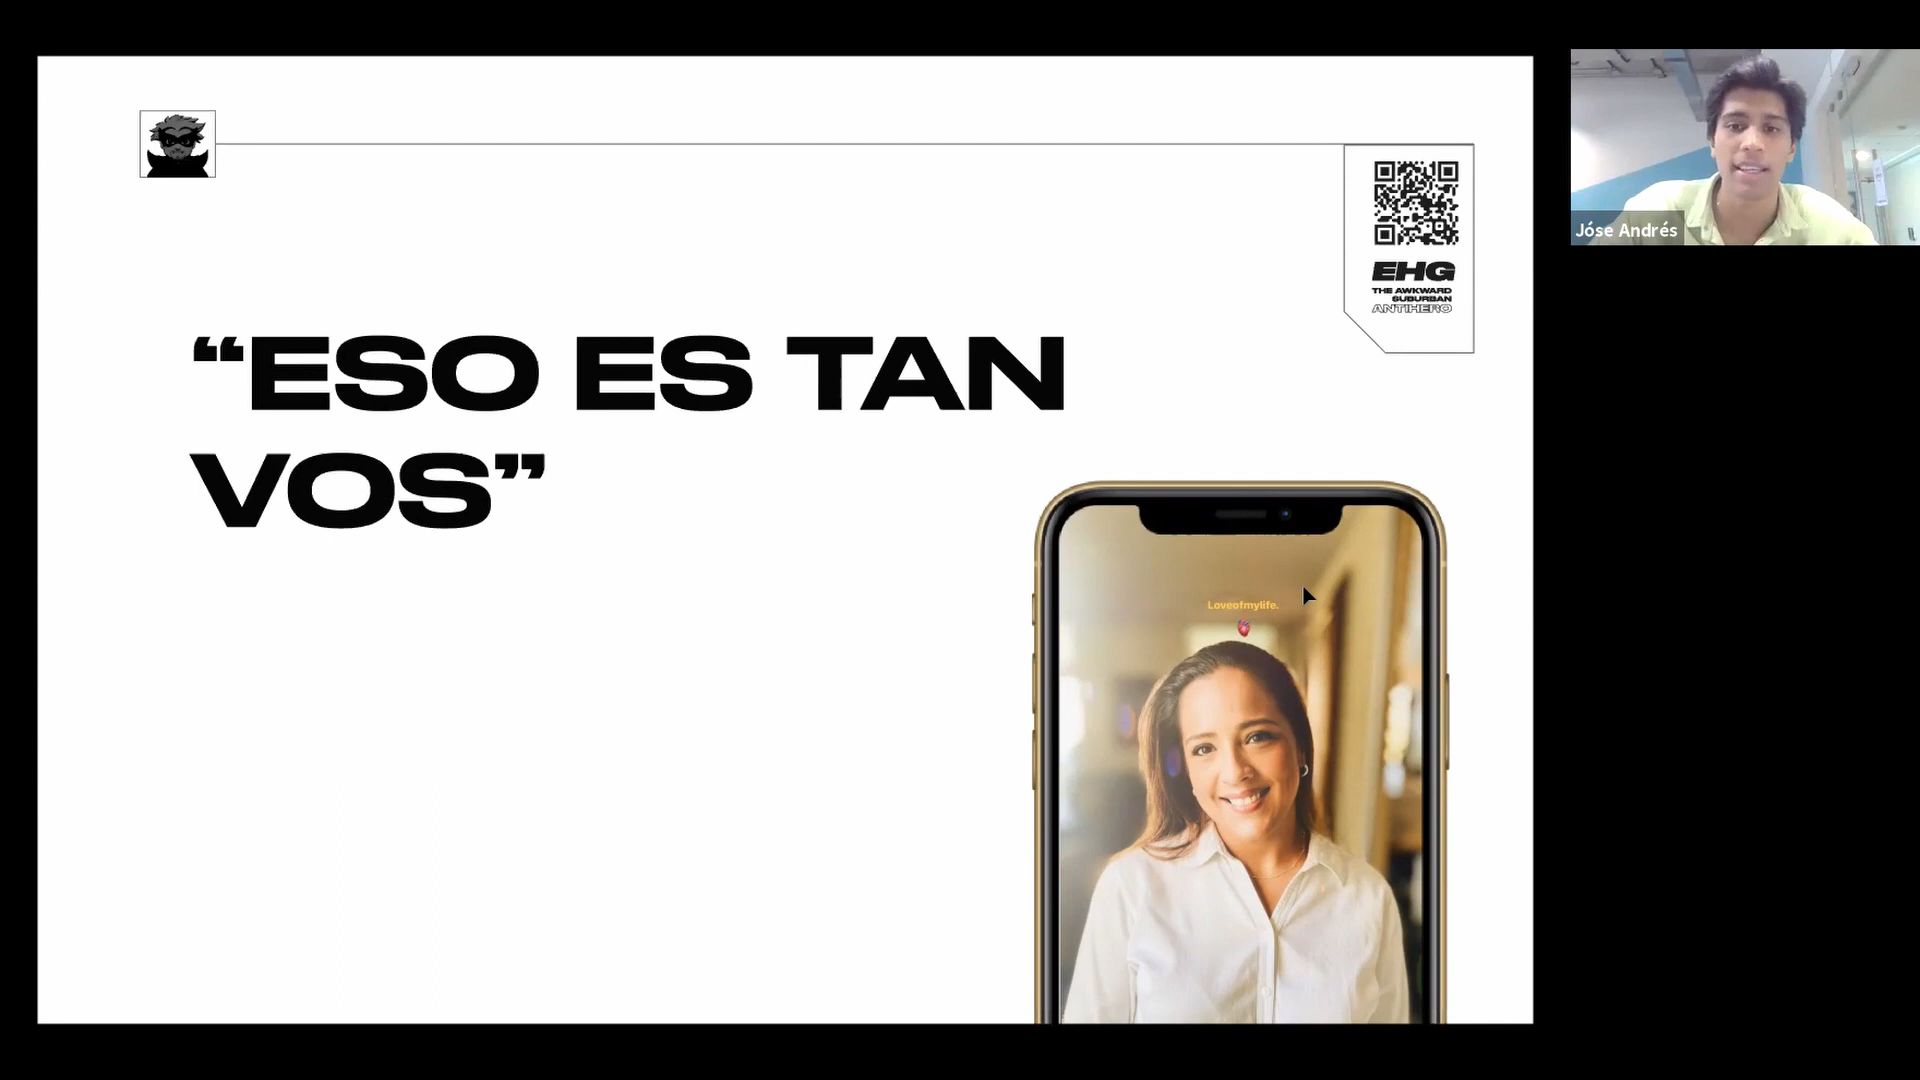 Jóse Andrés
EHG
THE AWKWARD
SUBURBAN
ANTIHERO
“ESO ES TAN
VOS”
Loveofmylife.